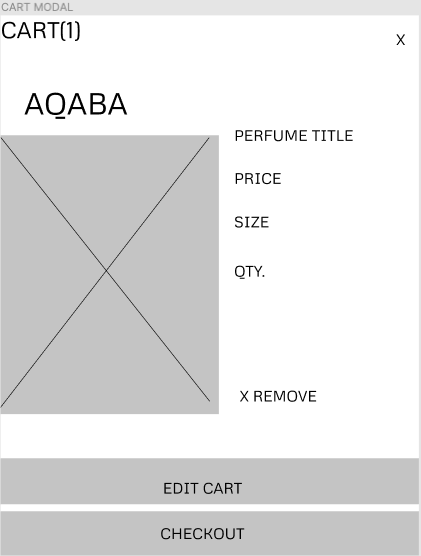 CART MODAL
CART(1)
X
AQABA
PERFUME TITLE
PRICE
SIZE
QTY.
X REMOVE
EDIT CART
CHECKOUT